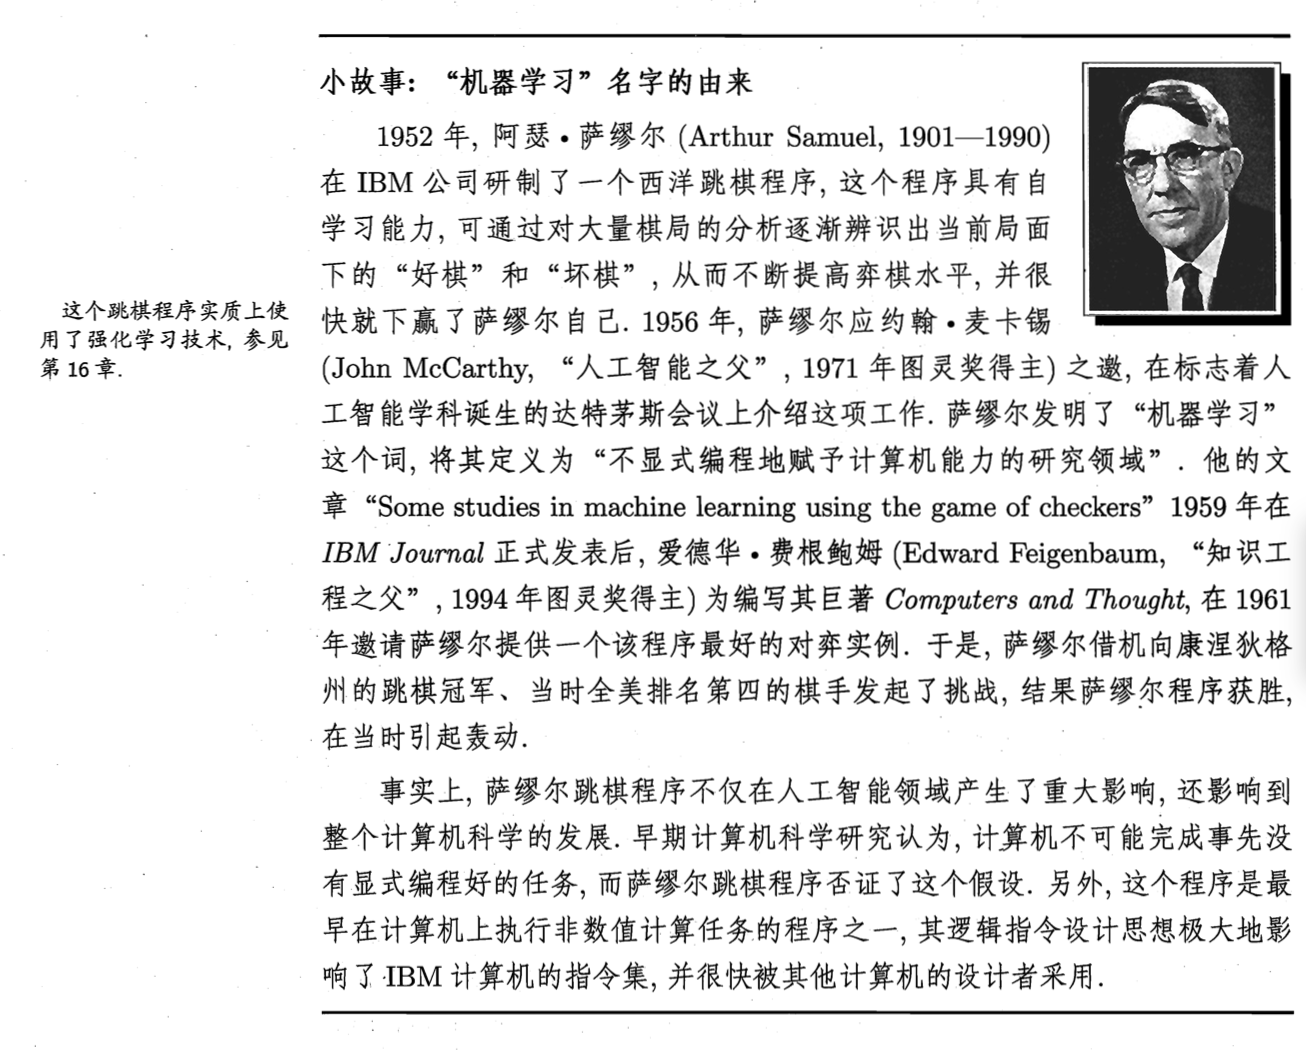 小故事: “机器学习”名字的由来
1952 年, 阿瑟 • 萨缪尔 (Arthur Samuel, 1901—1990)
在 IBM 公司研制了一个西洋跳棋程序, 这个程序具有自
学习能力, 可通过对大量棋局的分析逐渐辨识出当前局面
下的“好棋”和“坏棋”, 从而不断提高弈棋水平, 并很
快就下赢了萨缪尔自己. 1956 年, 萨缪尔应约翰 • 麦卡锡
(John McCarthy, “人工智能之父”, 1971 年图灵奖得主) 之邀, 在标志着人
工智能学科诞生的达特茅斯会议上介绍这项工作. 萨缪尔发明了“机器学习”
这个词, 将其定义为“不显式编程地赋予计算机能力的研究领域”. 他的文
章“Some studies in machine learning using the game of checkers” 1959 年在
IBM Journal 正式发表后, 爱德华 • 费根鲍姆 (Edward Feigenbaum, “知识工
程之父”, 1994 年图灵奖得主) 为编写其巨著 Computers and Thought, 在 1961
年邀请萨缪尔提供一个该程序最好的对弈实例. 于是, 萨缪尔借机向康涅狄格
州的跳棋冠军、当时全美排名第四的棋手发起了挑战, 结果萨缪尔程序获胜,
在当时引起轰动.
事实上, 萨缪尔跳棋程序不仅在人工智能领域产生了重大影响, 还影响到
整个计算机科学的发展. 早期计算机科学研究认为, 计算机不可能完成事先没
有显式编程好的任务, 而萨缪尔跳棋程序否证了这个假设. 另外, 这个程序是最
早在计算机上执行非数值计算任务的程序之一, 其逻辑指令设计思想极大地影
响了 IBM 计算机的指令集, 并很快被其他计算机的设计者采用.
这个跳棋程序实质上使
用了强化学习技术, 参见
第 16 章.